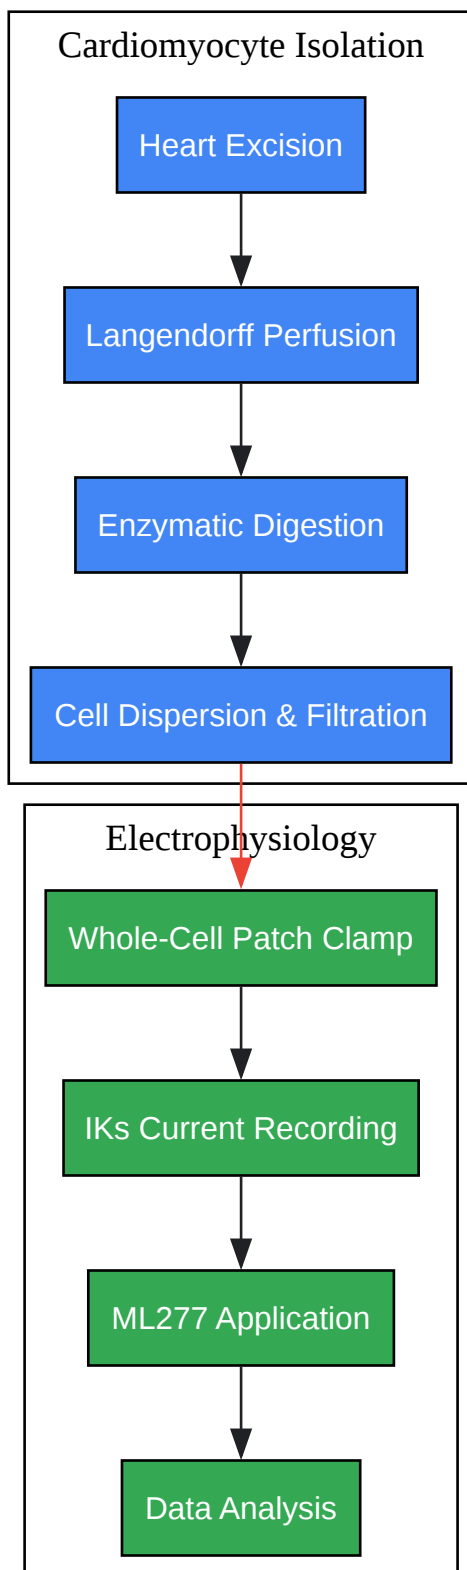 Cardiomyocyte Isolation
Heart Excision
Langendorff Perfusion
Enzymatic Digestion
Cell Dispersion & Filtration
Electrophysiology
Whole-Cell Patch Clamp
IKs Current Recording
ML277 Application
Data Analysis